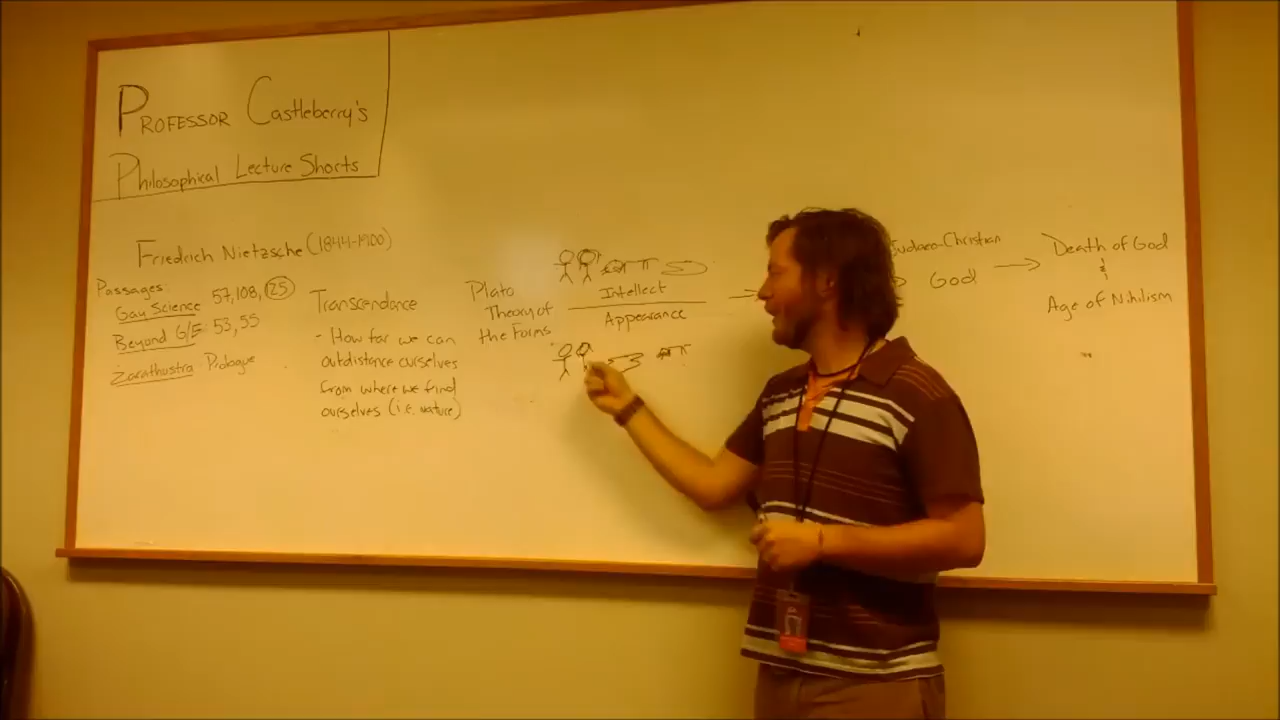 PROFESSOR Castleberry's
Philosophical Lecture Shorts
Friedrich Nietzsche (1844-1900)
Passages:
Gay Science 57, 108, 125
Beyond G/E: 53, 55
Zarathustra: Prologue
Transcendance
- How far we can
outdistance ourselves
from where we find
ourselves (i.e. nature)
Plato
Theory of
the Forms
Intellect
Appearance
Judaeo-Christian
God
Death of God
&
Age of Nihilism